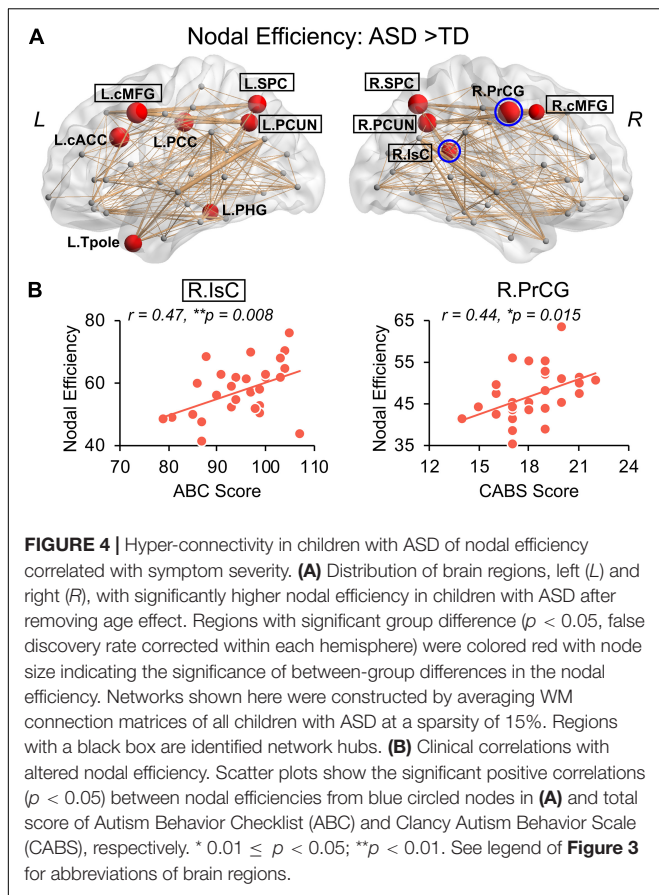 A
Nodal Efficiency: ASD >TD
L
L.cMFG
L.SPC
L.cACC
L.PCC
L.PCUN
L.PHG
L.Tpole
R.SPC
R.PrCG
R.cMFG
R.PCUN
R.IsC
R
B
R.IsC
r = 0.47, **p = 0.008
Nodal Efficiency
80
60
40
70 80 90 100 110
ABC Score
R.PrCG
r = 0.44, *p = 0.015
Nodal Efficiency
65
55
45
35
12 15 18 21 24
CABS Score
FIGURE 4 | Hyper-connectivity in children with ASD of nodal efficiency
correlated with symptom severity. (A) Distribution of brain regions, left (L) and
right (R), with significantly higher nodal efficiency in children with ASD after
removing age effect. Regions with significant group difference (p < 0.05, false
discovery rate corrected within each hemisphere) were colored red with node
size indicating the significance of between-group differences in the nodal
efficiency. Networks shown here were constructed by averaging WM
connection matrices of all children with ASD at a sparsity of 15%. Regions
with a black box are identified network hubs. (B) Clinical correlations with
altered nodal efficiency. Scatter plots show the significant positive correlations
(p < 0.05) between nodal efficiencies from blue circled nodes in (A) and total
score of Autism Behavior Checklist (ABC) and Clancy Autism Behavior Scale
(CABS), respectively. * 0.01 ≤ p < 0.05; **p < 0.01. See legend of Figure 3
for abbreviations of brain regions.